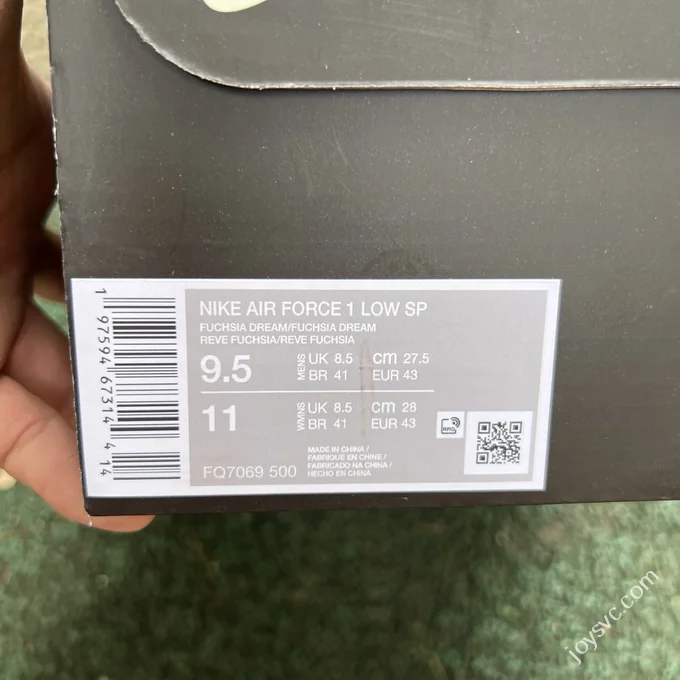 NIKE AIR FORCE 1 LOW SP
FUCHSIA DREAM/FUCHSIA DREAM
REVE FUCHSIA/REVE FUCHSIA
9.5 MENS UK 8.5 cm 27.5
BR 41 EUR 43
11 WMNS UK 8.5 cm 28
BR 41 EUR 43
FQ7069 500
MADE IN CHINA/
FABRIQUE EN CHINE/
FABRICADO NA CHINA/
HECHO EN CHINA
RFID
1 97594 67314 414
joysvc.com